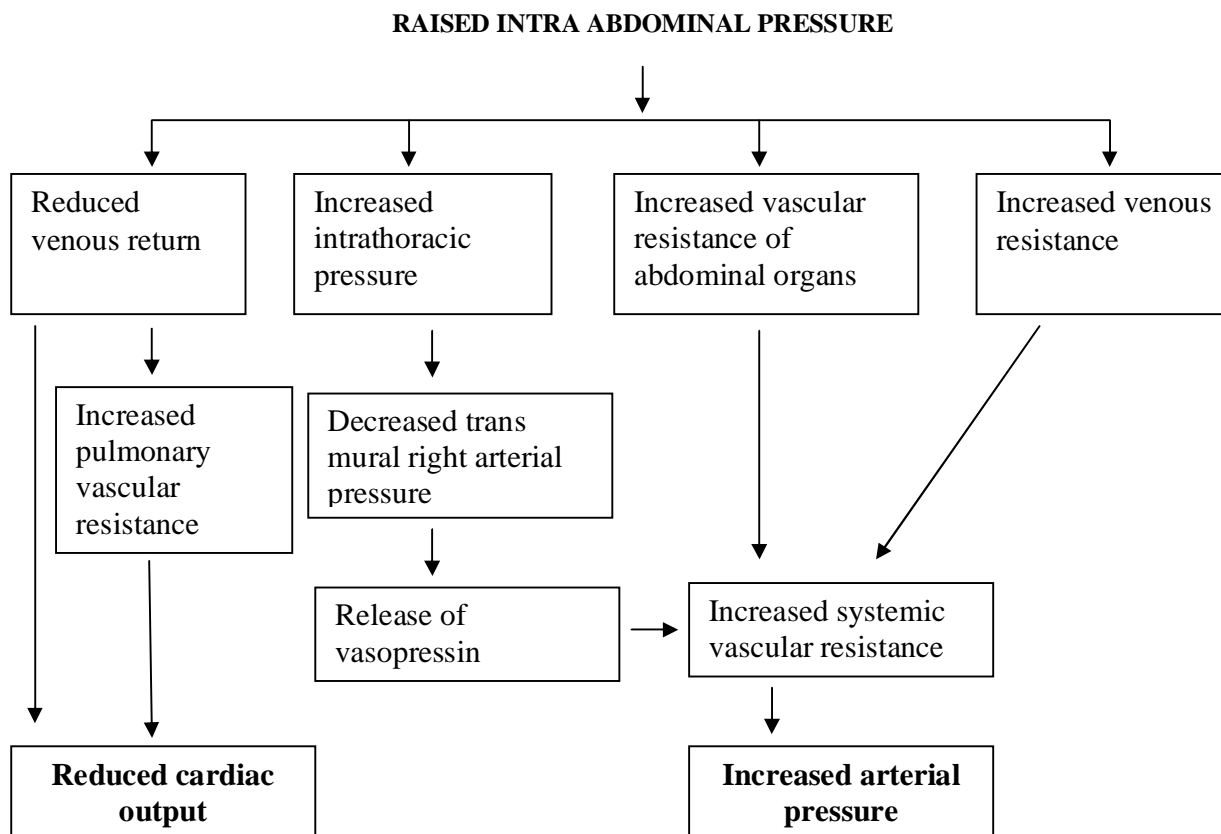 RAISED INTRA ABDOMINAL PRESSURE
Reduced
venous return
Increased
intrathoracic
pressure
Increased vascular
resistance of
abdominal organs
Increased venous
resistance
Increased
pulmonary
vascular
resistance
Decreased trans
mural right arterial
pressure
Release of
vasopressin
Increased systemic
vascular resistance
Reduced cardiac
output
Increased arterial
pressure